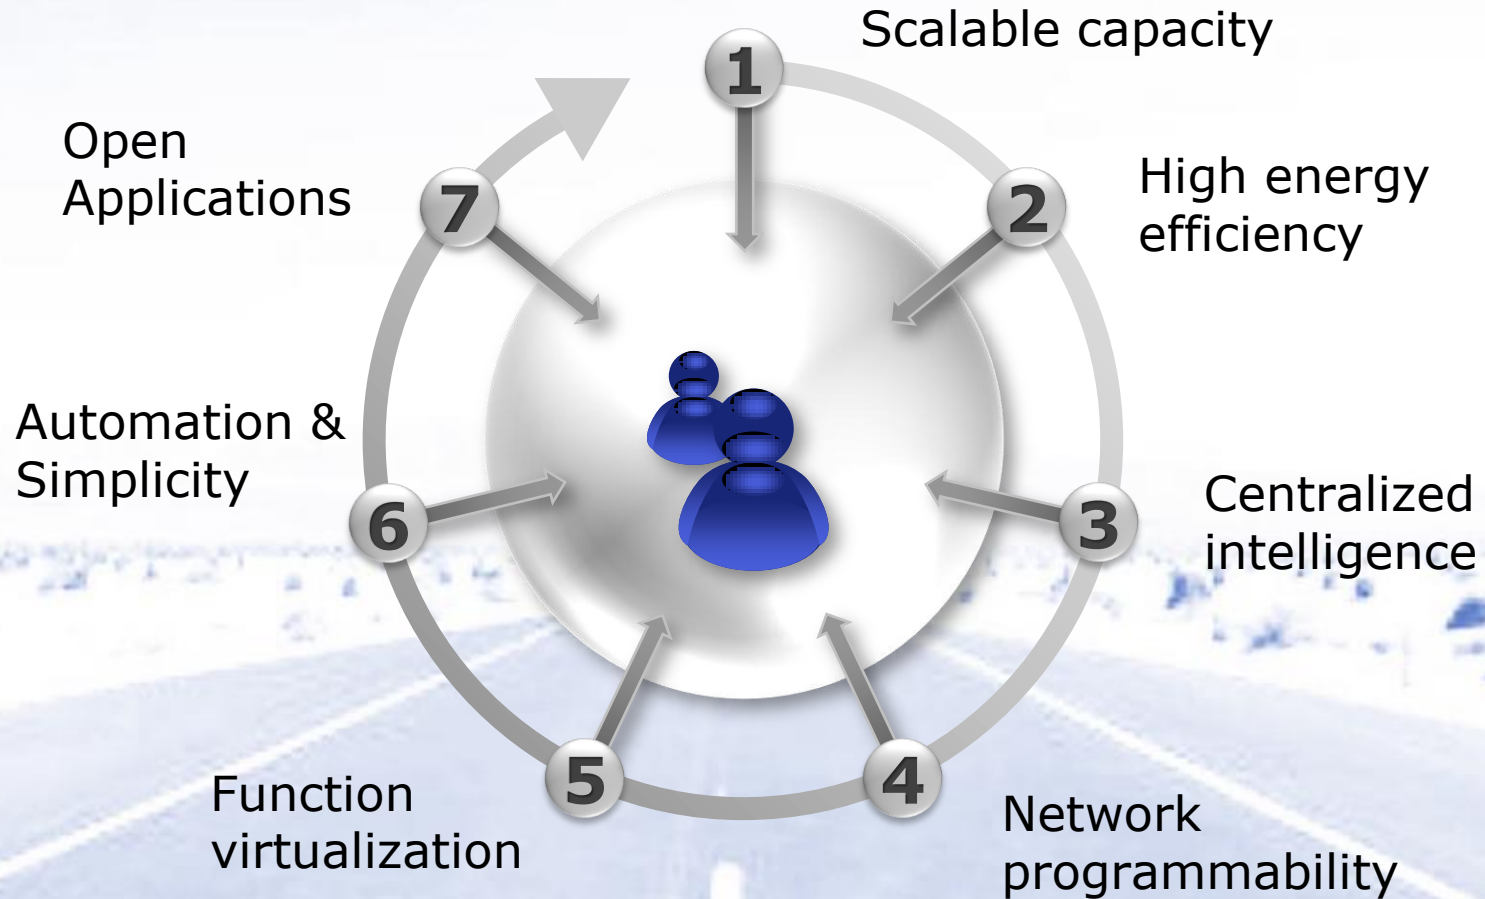 1
Scalable capacity
2
High energy
efficiency
3
Centralized
intelligence
4
Network
programmability
5
Function
virtualization
6
Automation &
Simplicity
7
Open
Applications